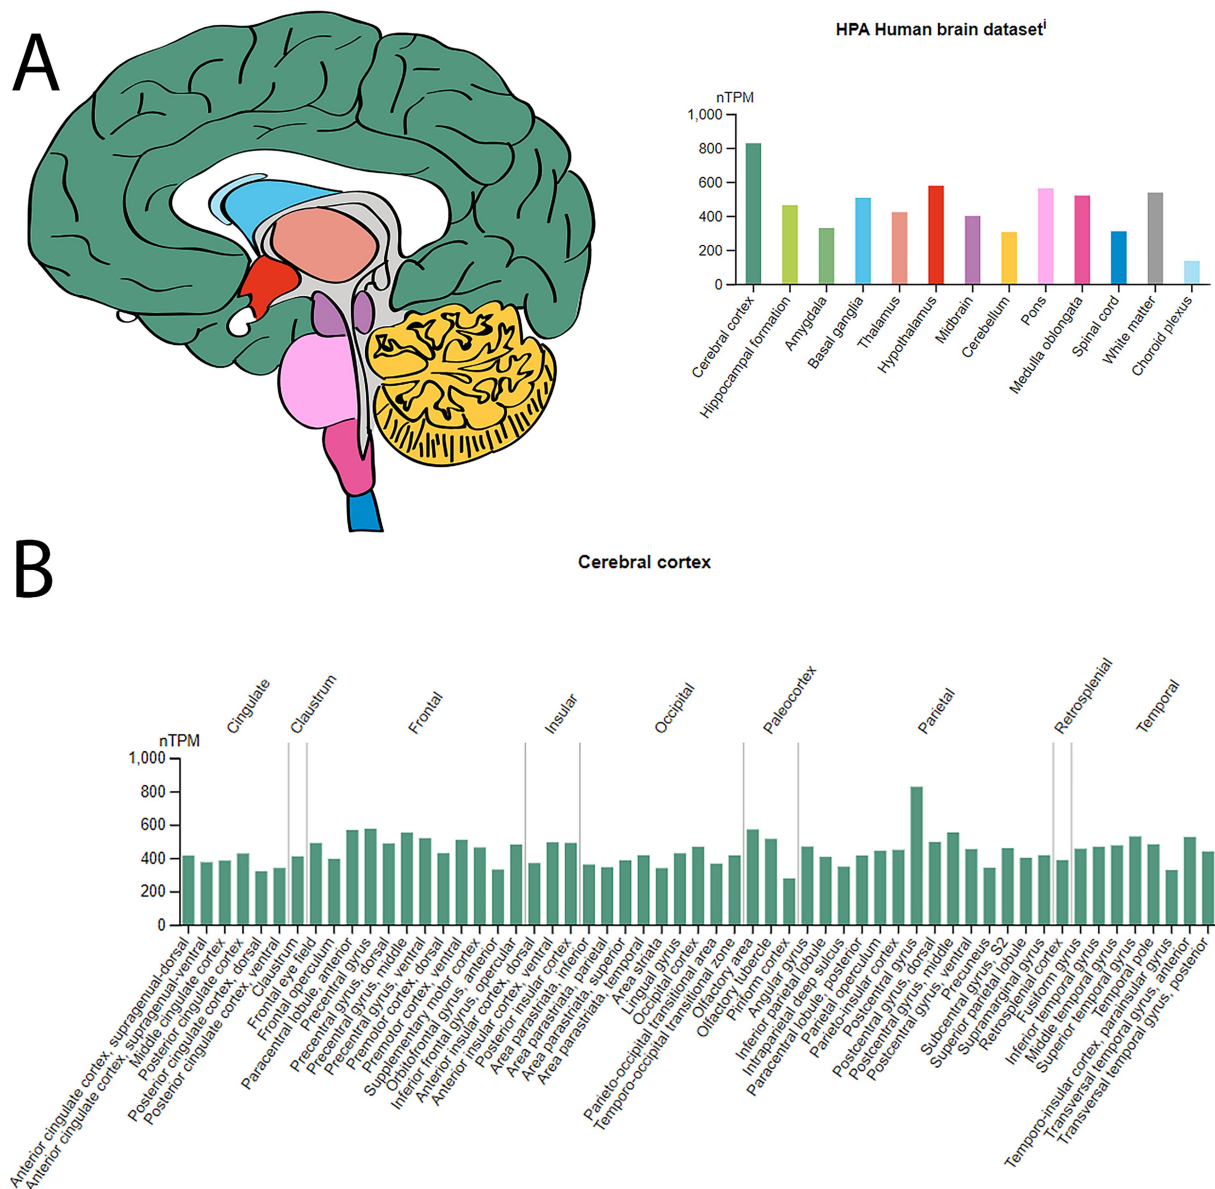 A
HPA Human brain dataseti
nTPM
1,000
800
600
400
200
0
Cerebral cortex
Hippocampal formation
Amygdala
Basal ganglia
Thalamus
Hypothalamus
Midbrain
Cerebellum
Pons
Medulla oblongata
Spinal cord
White matter
Choroid plexus
B
Cerebral cortex
Cingulate
Claustrum
Frontal
Insular
Occipital
Paleocortex
Parietal
Retrosplenial
Temporal
nTPM
1,000
800
600
400
200
0
Anterior cingulate cortex, supragenual-dorsal
Anterior cingulate cortex, supragenual-ventral
Middle cingulate cortex
Posterior cingulate cortex
Posterior cingulate cortex, dorsal
Posterior cingulate cortex, ventral
Claustrum
Frontal eye field
Frontal operculum
Paracentral lobule, anterior
Precentral gyrus
Precentral gyrus, dorsal
Precentral gyrus, middle
Precentral gyrus, ventral
Premotor cortex, dorsal
Premotor cortex, ventral
Supplementary motor cortex
Orbitofrontal gyrus, anterior
Inferior frontal gyrus, opercular
Anterior insular cortex, dorsal
Anterior insular cortex, ventral
Posterior insular cortex
Area parastriata, inferior
Area parastriata, parietal
Area parastriata, superior
Area parastriata, temporal
Area striata
Lingual gyrus
Occipital cortex
Parieto-occipital transitional area
Temporo-occipital transitional zone
Olfactory area
Olfactory tubercle
Piriform cortex
Angular gyrus
Inferior parietal lobule
Intraparietal deep sulcus
Paracentral lobule, posterior
Parietal operculum
Parieto-insular cortex
Postcentral gyrus
Postcentral gyrus, dorsal
Postcentral gyrus, middle
Postcentral gyrus, ventral
Precuneus
Subcentral gyrus, S2
Superior parietal lobule
Supramarginal gyrus
Retrosplenial cortex
Fusiform gyrus
Inferior temporal gyrus
Middle temporal gyrus
Superior temporal gyrus
Temporal pole
Temporo-insular cortex, parainsular gyrus
Transversal temporal gyrus, anterior
Transversal temporal gyrus, posterior